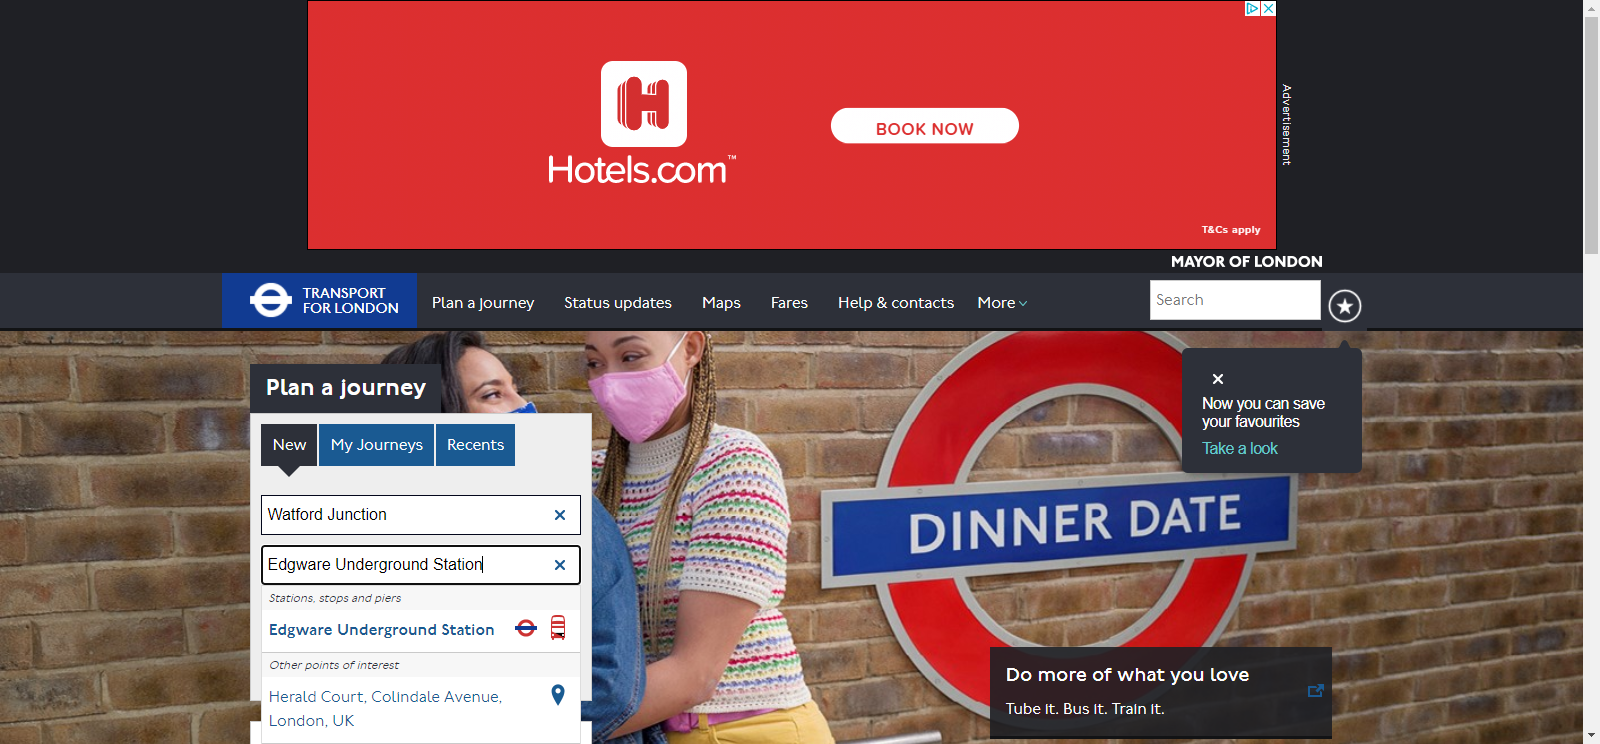 Hotels.com™
BOOK NOW
T&Cs apply
Advertisement
MAYOR OF LONDON
TRANSPORT
FOR LONDON
Plan a journey
Status updates
Maps
Fares
Help & contacts
More
Search
Plan a journey
New
My Journeys
Recents
Watford Junction
Edgware Underground Station
Stations, stops and piers
Edgware Underground Station
Other points of interest
Herald Court, Colindale Avenue,
London, UK
Now you can save
your favourites
Take a look
DINNER DATE
Do more of what you love
Tube it. Bus it. Train it.